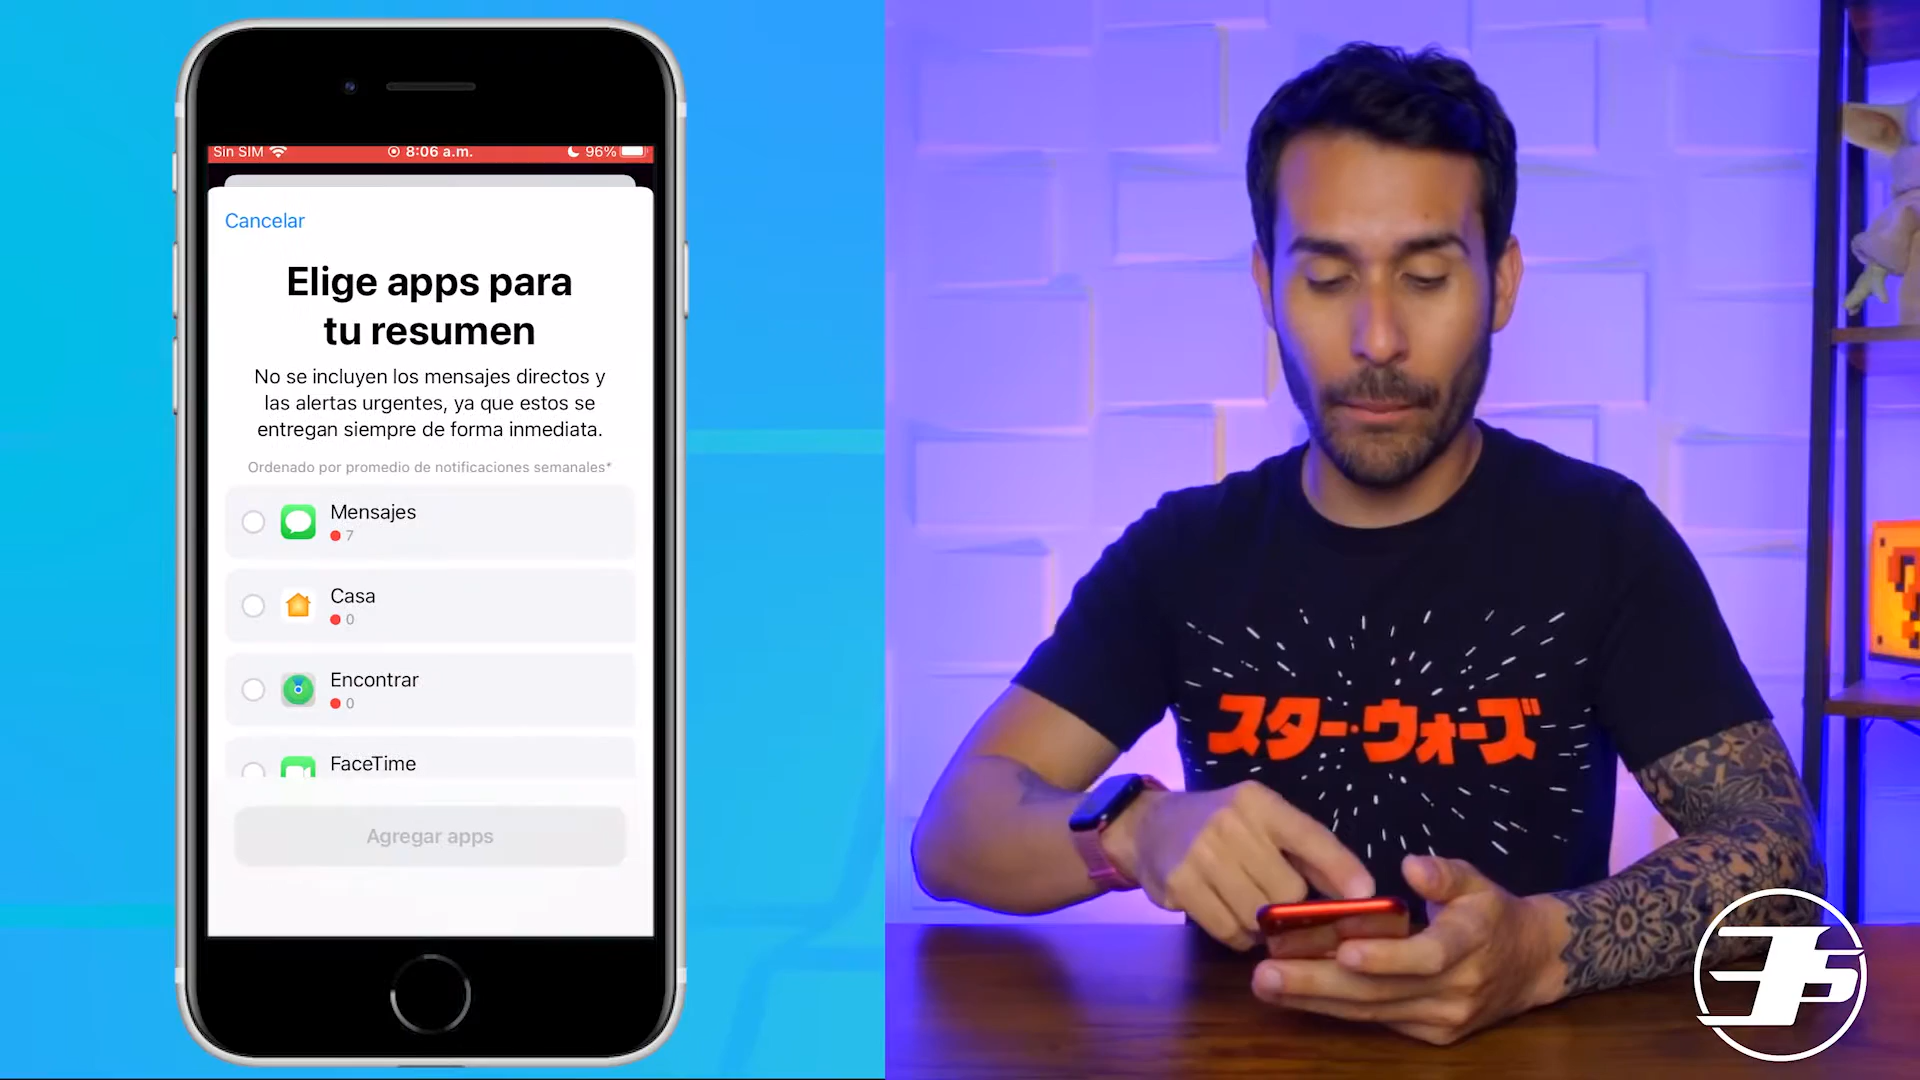 Sin SIM 8:06 a.m. 96%
Cancelar
Elige apps para
tu resumen
No se incluyen los mensajes directos y
las alertas urgentes, ya que estos se
entregan siempre de forma inmediata.
Ordenado por promedio de notificaciones semanales*
Mensajes
7
Casa
0
Encontrar
0
FaceTime
Agregar apps
スター・ウォーズ